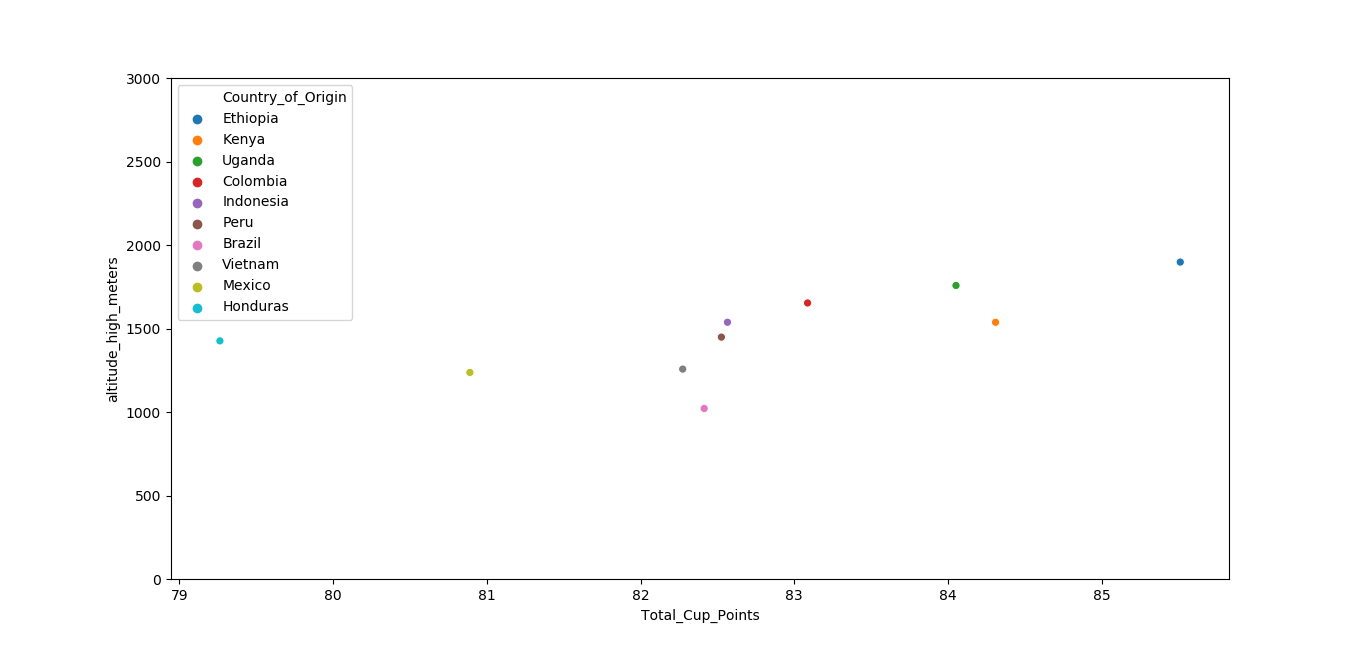 3000
2500
2000
1500
1000
500
0
altitude_high_meters
Country_of_Origin
Ethiopia
Kenya
Uganda
Colombia
Indonesia
Peru
Brazil
Vietnam
Mexico
Honduras
79 80 81 82 83 84 85
Total_Cup_Points